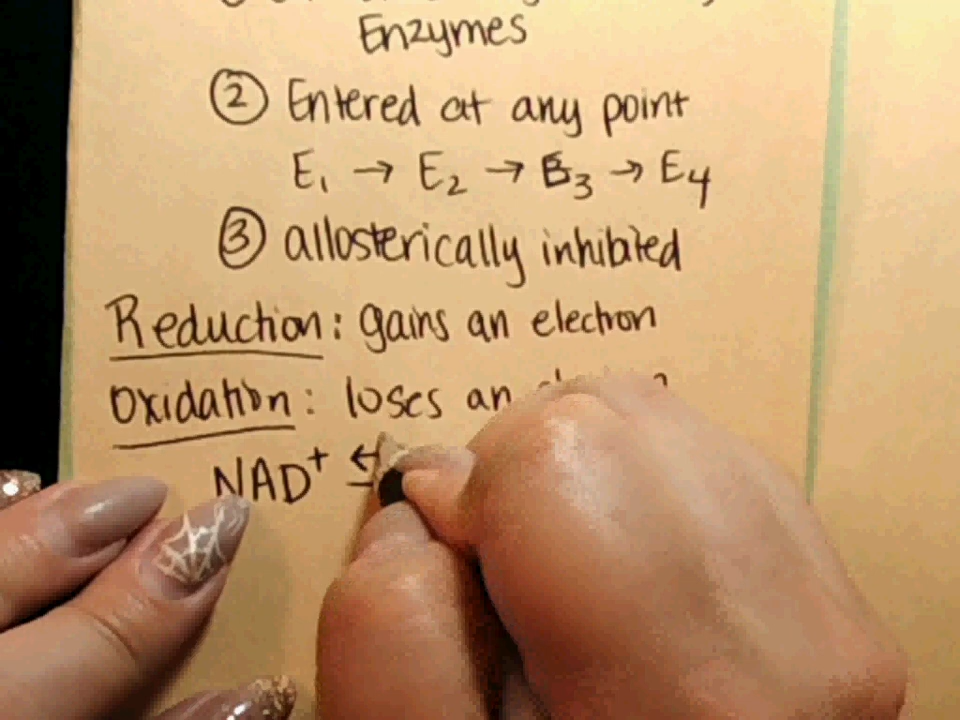 Enzymes
② Entered at any point
E₁ → E₂ → E₃ → E₄
③ allosterically inhibited
Reduction: gains an electron
Oxidation: loses an
NAD⁺